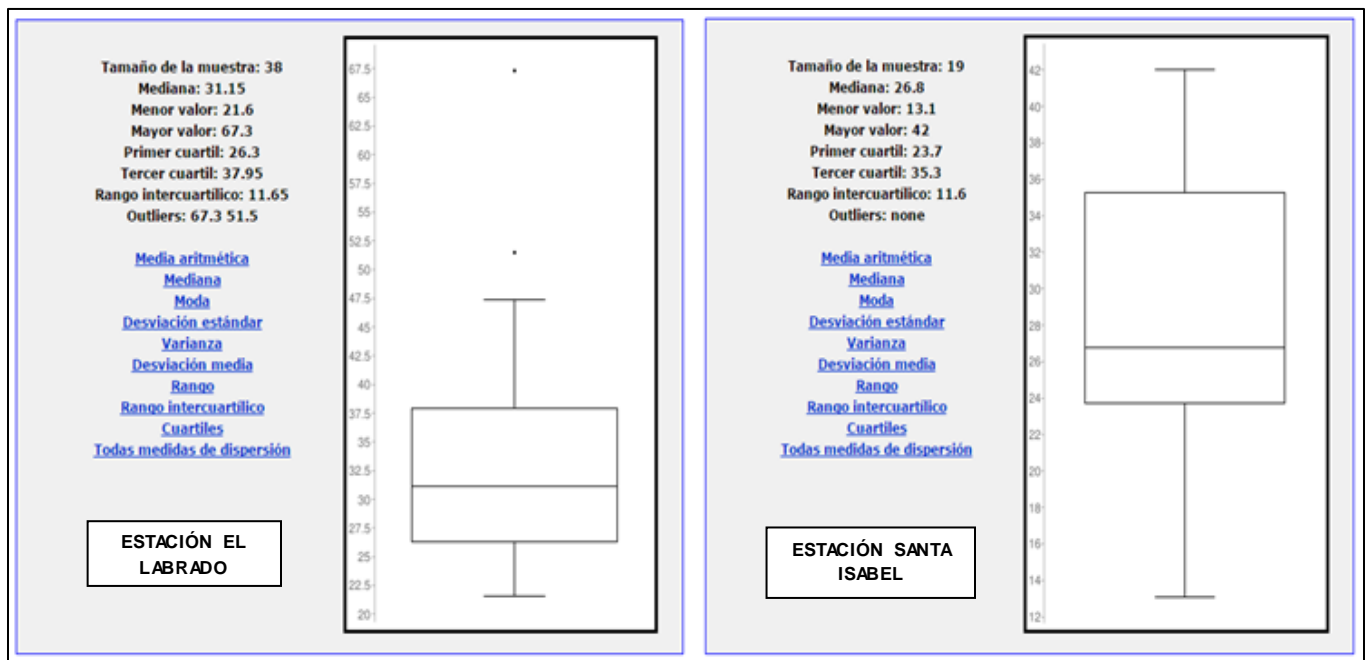 Tamaño de la muestra: 38
Mediana: 31.15
Menor valor: 21.6
Mayor valor: 67.3
Primer cuartil: 26.3
Tercer cuartil: 37.95
Rango intercuartílico: 11.65
Outliers: 67.3 51.5
Media aritmética
Mediana
Moda
Desviación estándar
Varianza
Desviación media
Rango
Rango intercuartílico
Cuartiles
Todas medidas de dispersión
ESTACIÓN EL
LABRADO
67.5
65
62.5
60
57.5
55
52.5
50
47.5
45
42.5
40
37.5
35
32.5
30
27.5
25
22.5
20
Tamaño de la muestra: 19
Mediana: 26.8
Menor valor: 13.1
Mayor valor: 42
Primer cuartil: 23.7
Tercer cuartil: 35.3
Rango intercuartílico: 11.6
Outliers: none
Media aritmética
Mediana
Moda
Desviación estándar
Varianza
Desviación media
Rango
Rango intercuartílico
Cuartiles
Todas medidas de dispersión
ESTACIÓN SANTA
ISABEL
42
40
38
36
34
32
30
28
26
24
22
20
18
16
14
12